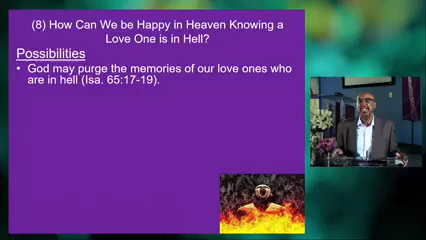 (8) How Can We be Happy in Heaven Knowing a
Love One is in Hell?
Possibilities
• God may purge the memories of our love ones who
are in hell (Isa. 65:17-19).